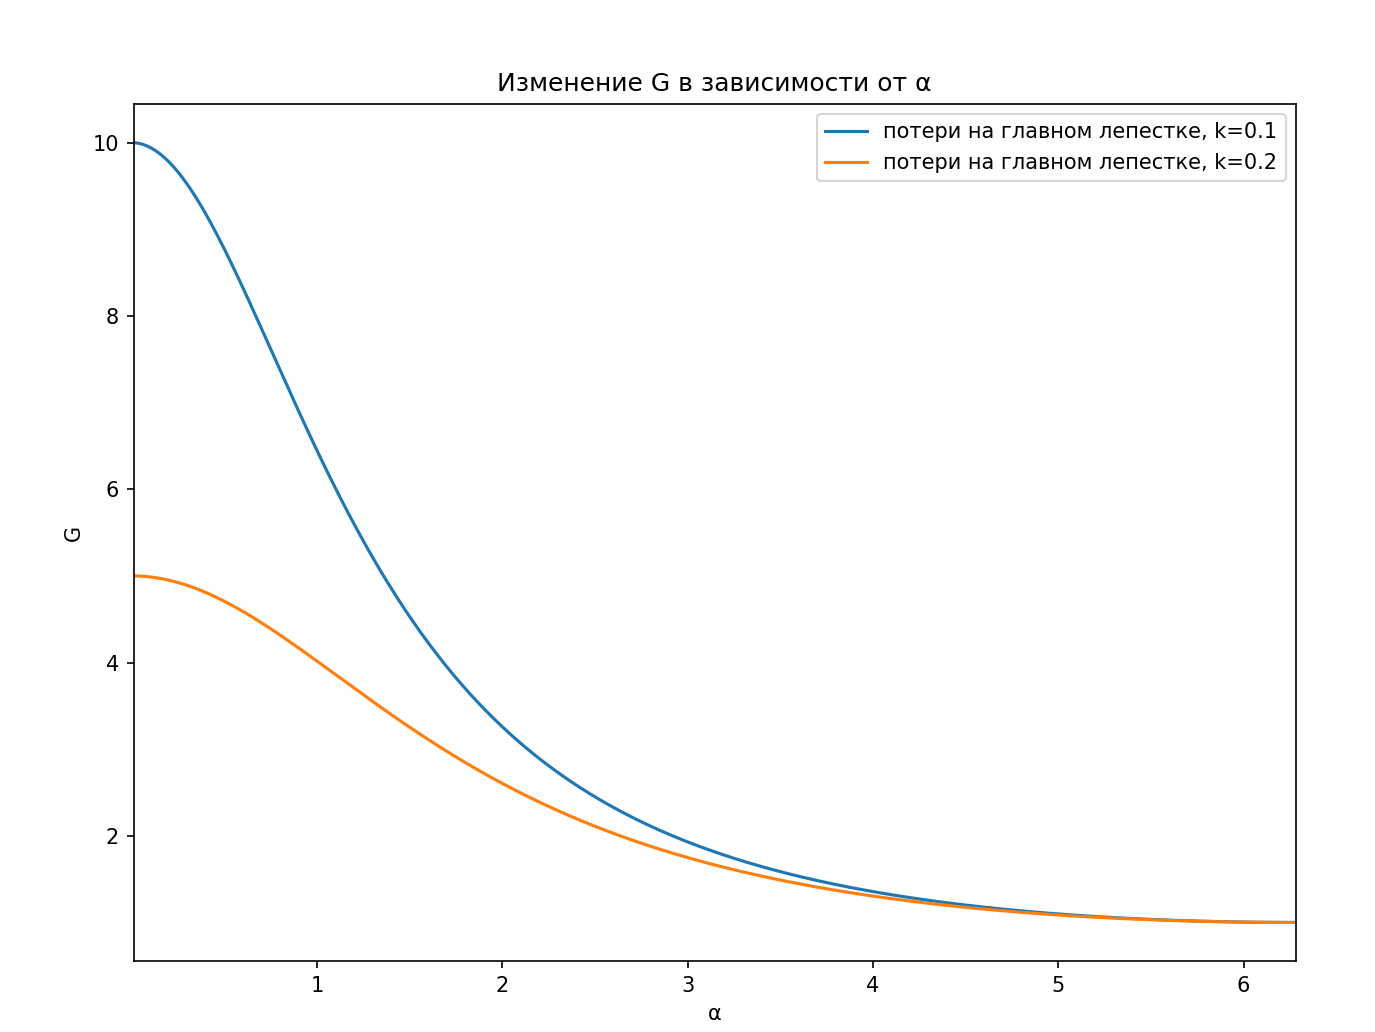 Изменение G в зависимости от α
потери на главном лепестке, k=0.1
потери на главном лепестке, k=0.2
10
8
6
4
2
G
1 2 3 4 5 6
α